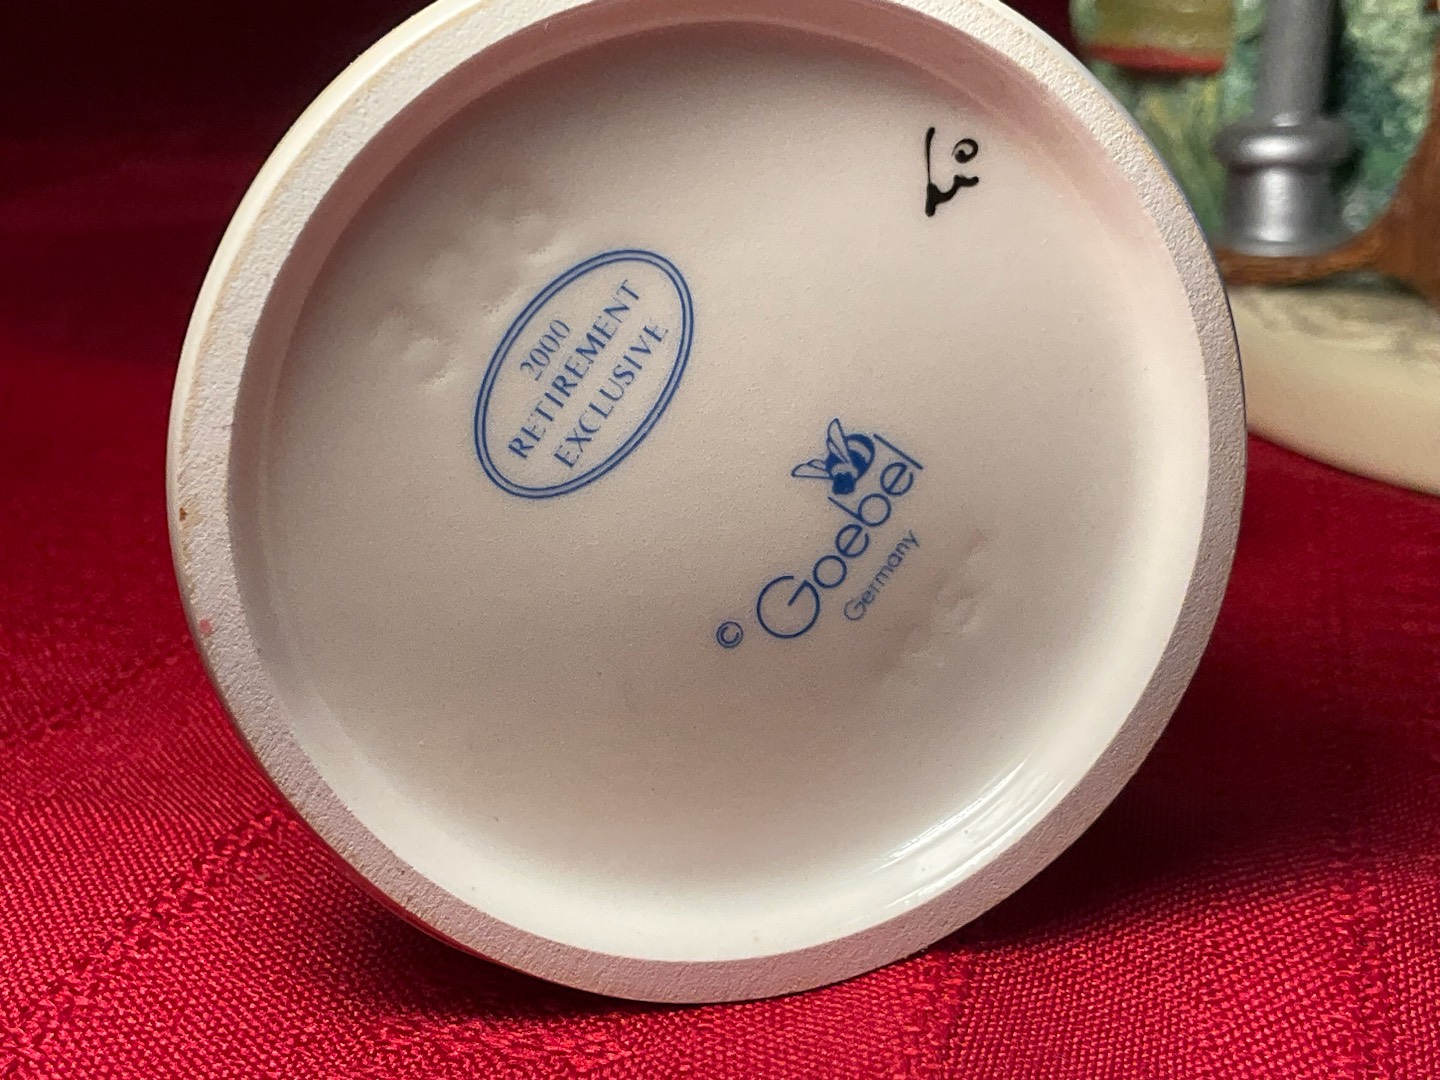 2000
RETIREMENT
EXCLUSIVE
© Goebel
Germany